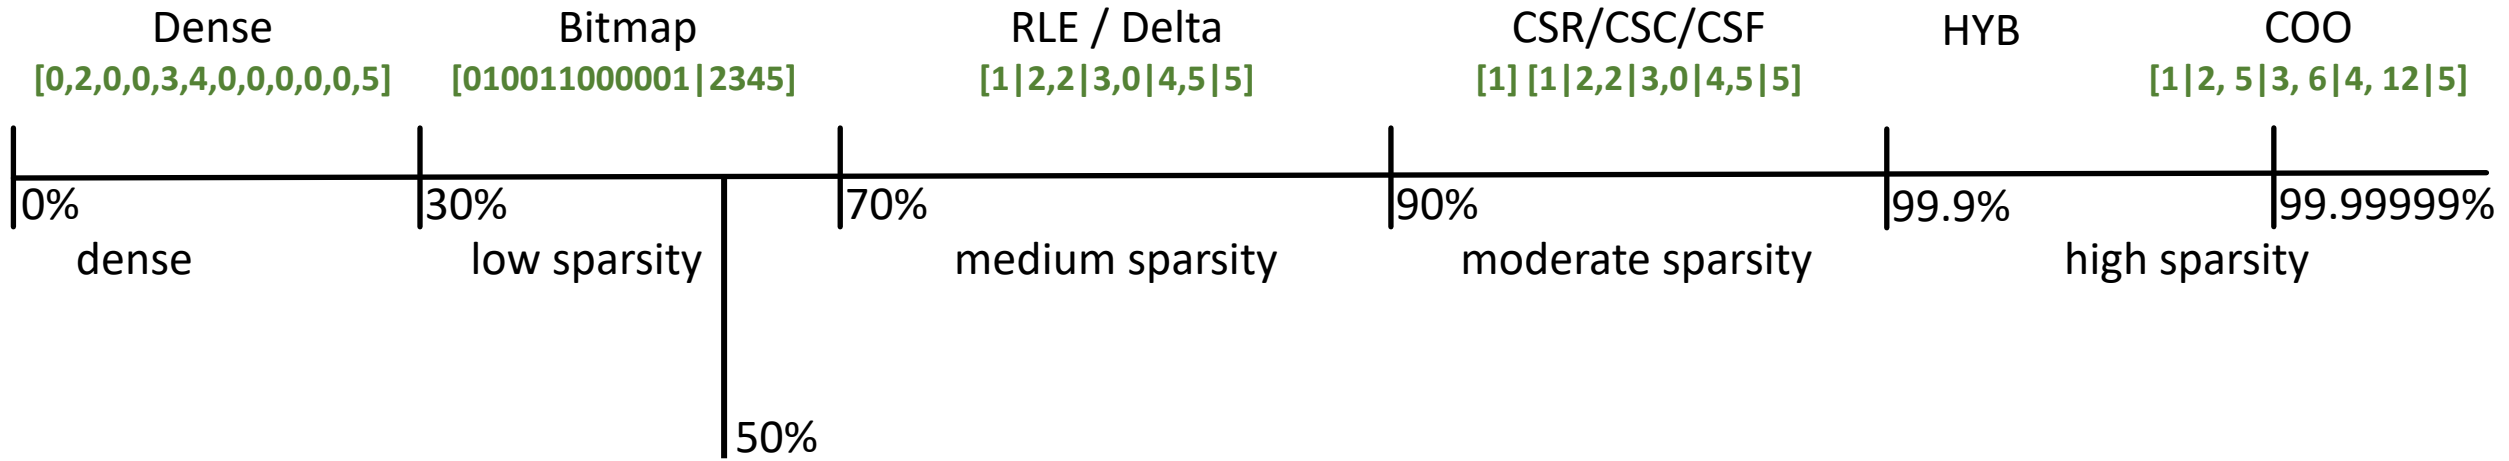 Dense Bitmap RLE / Delta CSR/CSC/CSF HYB COO
[0,2,0,0,3,4,0,0,0,0,0,5] [010011000001|2345] [1|2,2|3,0|4,5|5] [1] [1|2,2|3,0|4,5|5] [1|2, 5|3, 6|4, 12|5]
0% 30% 70% 90% 99.9% 99.99999%
dense low sparsity medium sparsity moderate sparsity high sparsity
50%